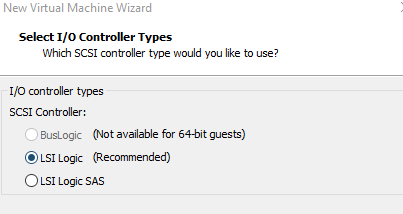 New Virtual Machine Wizard
Select I/O Controller Types
Which SCSI controller type would you like to use?
I/O controller types
SCSI Controller:
BusLogic (Not available for 64-bit guests)
LSI Logic (Recommended)
LSI Logic SAS